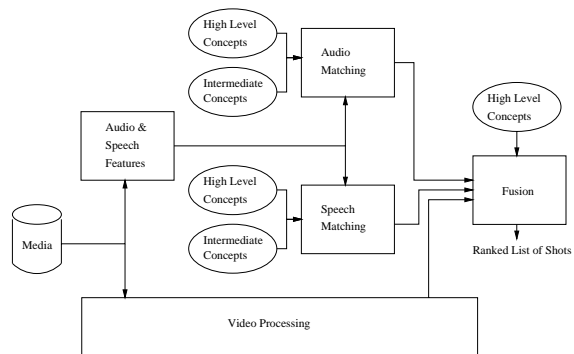 High Level
Concepts
Intermediate
Concepts
Audio
Matching
High Level
Concepts
Audio &
Speech
Features
High Level
Concepts
Intermediate
Concepts
Speech
Matching
Fusion
Media
Ranked List of Shots
Video Processing